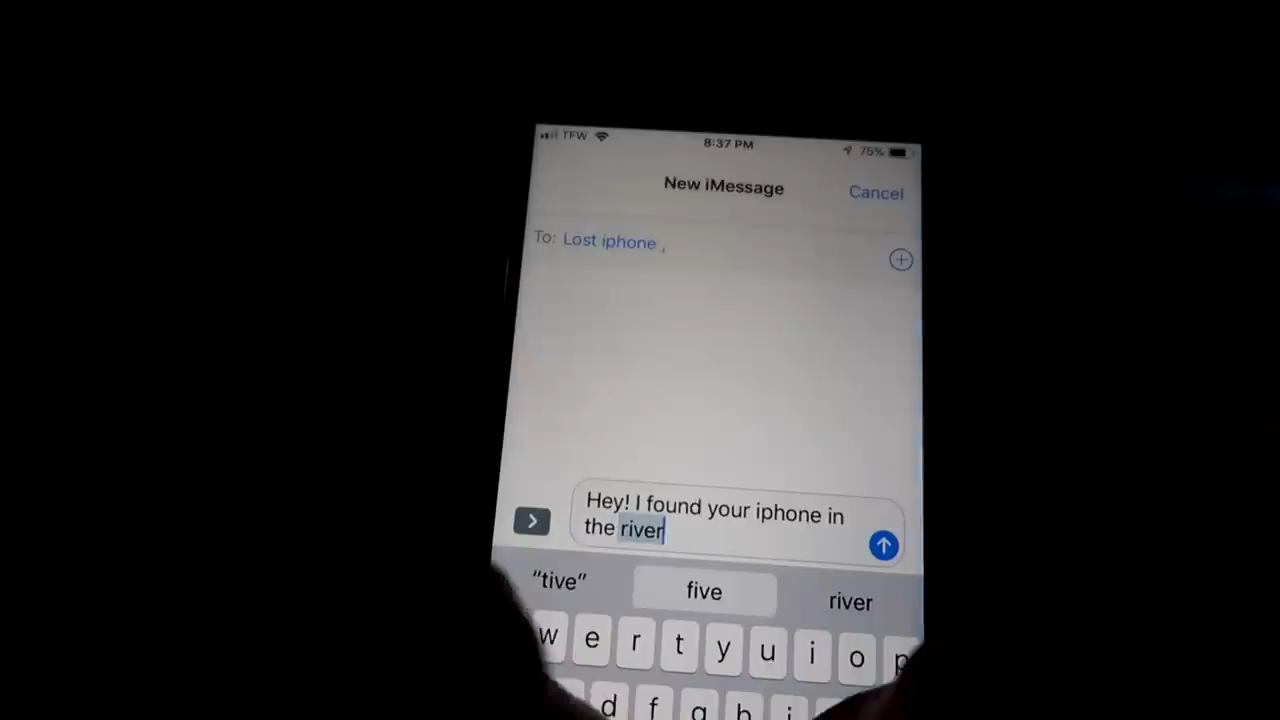 TFW 8:37 PM 75%
New iMessage Cancel
To: Lost iphone ,
Hey! I found your iphone in
the river
“tive” five river
w e r t y u i o p
d f g h j